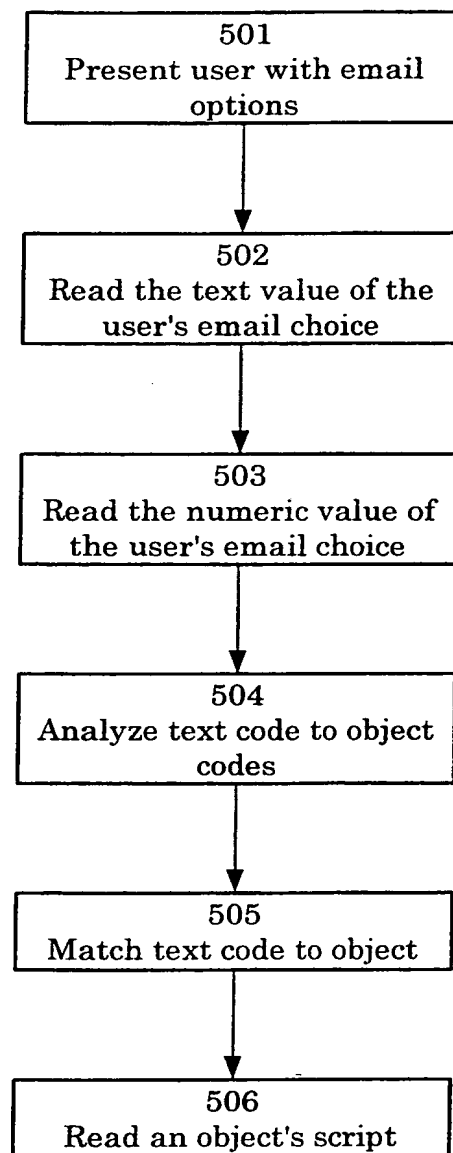 501
Present user with email
options
502
Read the text value of the
user's email choice
503
Read the numeric value of
the user's email choice
504
Analyze text code to object
codes
505
Match text code to object
506
Read an object's script